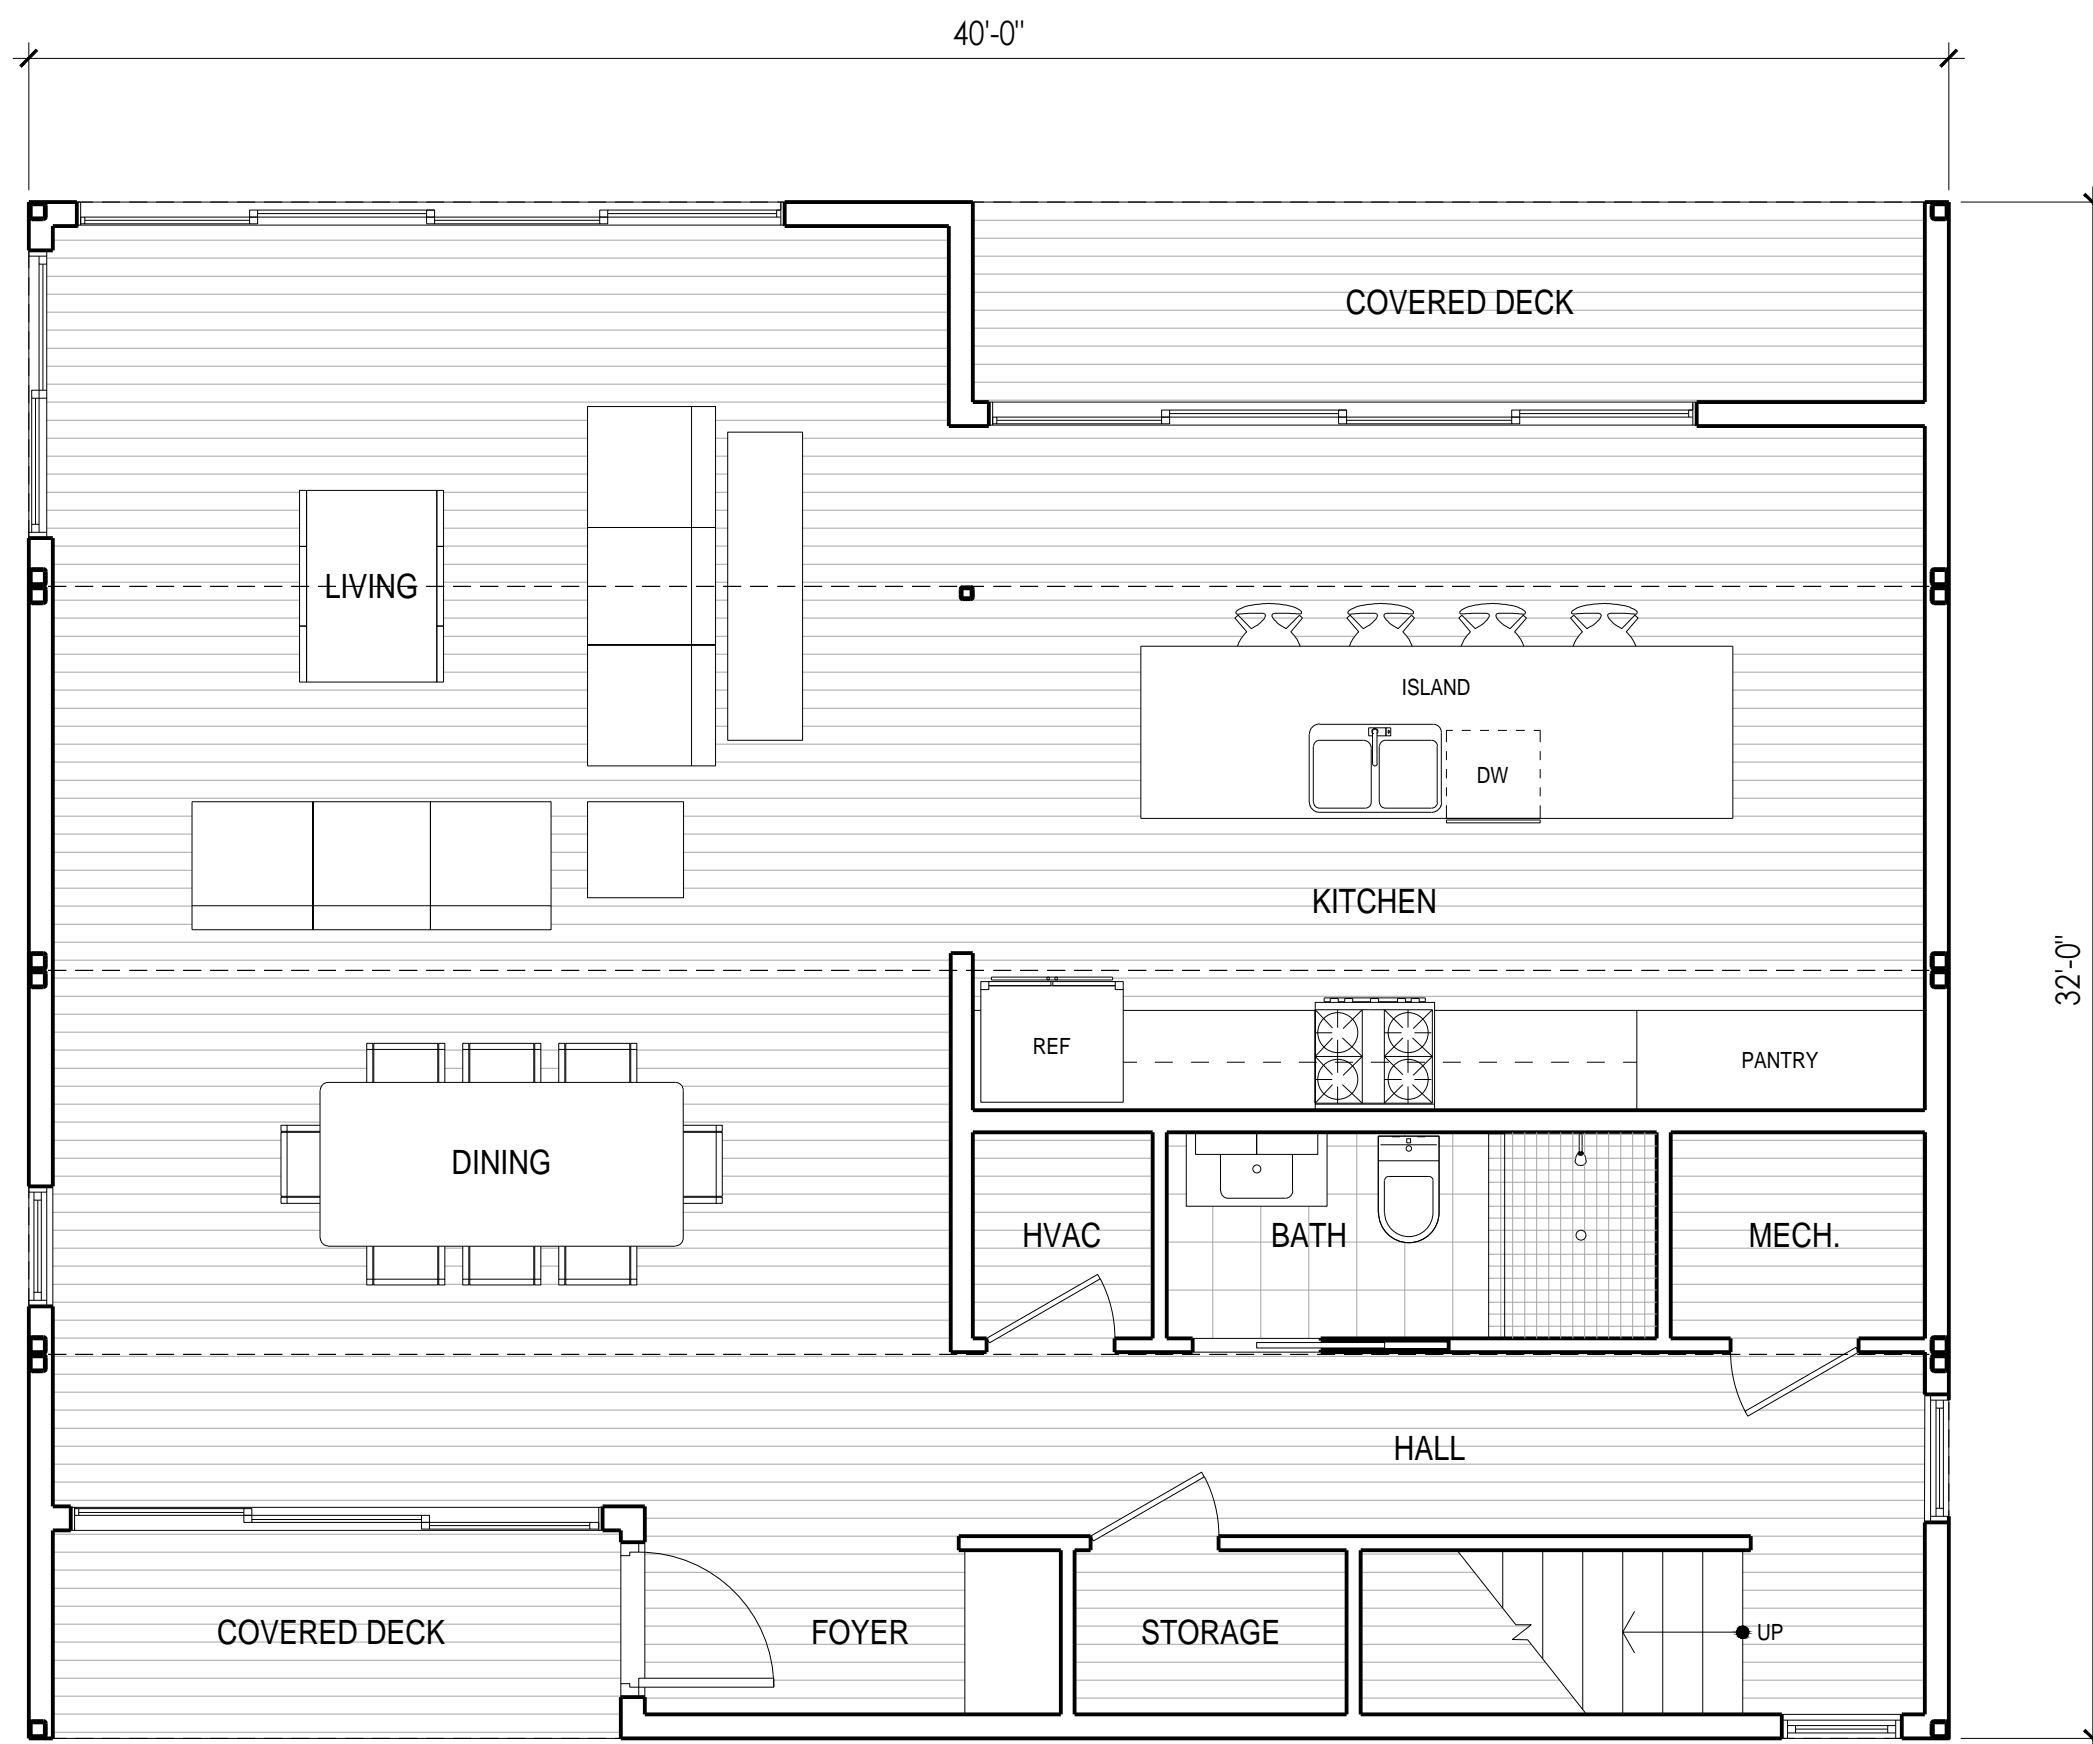 40'-0"
COVERED DECK
LIVING
ISLAND
DW
KITCHEN
32'-0"
REF
PANTRY
DINING
HVAC
BATH
MECH.
HALL
COVERED DECK
FOYER
STORAGE
UP